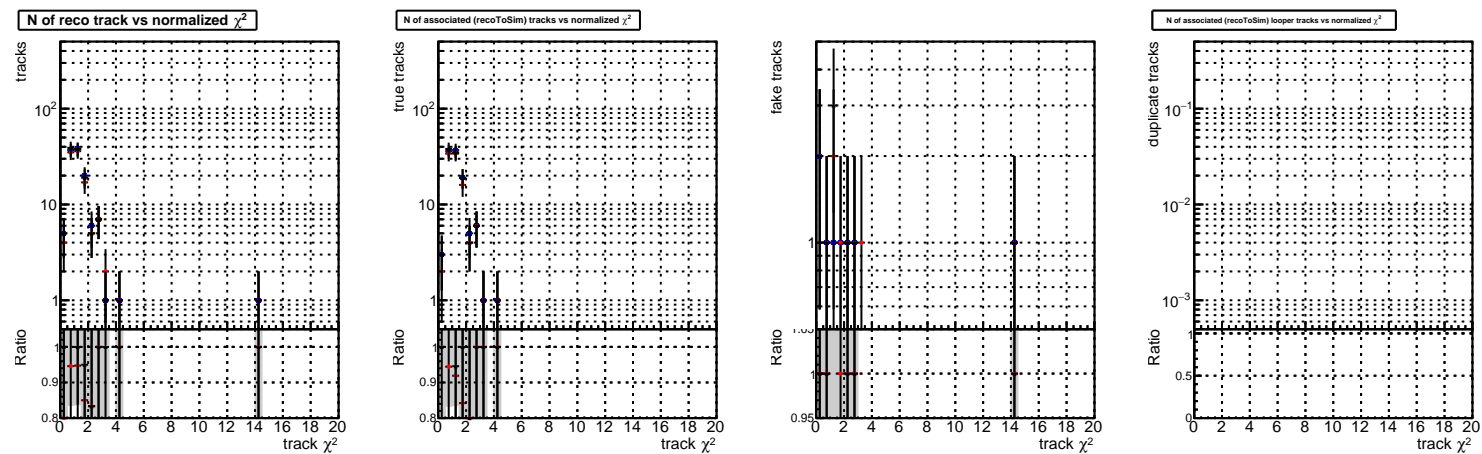 N of reco track vs normalized χ²
N of associated (recoToSim) tracks vs normalized χ²
N of associated (recoToSim) looper tracks vs normalized χ²
tracks
10²
10
1
Ratio
1
0.9
0.8
0 2 4 6 8 10 12 14 16 18 20
track χ²
true tracks
10²
10
1
Ratio
1
0.9
0.8
0 2 4 6 8 10 12 14 16 18 20
track χ²
fake tracks
1
Ratio
1.05
1
0.95
0 2 4 6 8 10 12 14 16 18 20
track χ²
duplicate tracks
10⁻¹
10⁻²
10⁻³
Ratio
1
0.5
0
0 2 4 6 8 10 12 14 16 18 20
track χ²